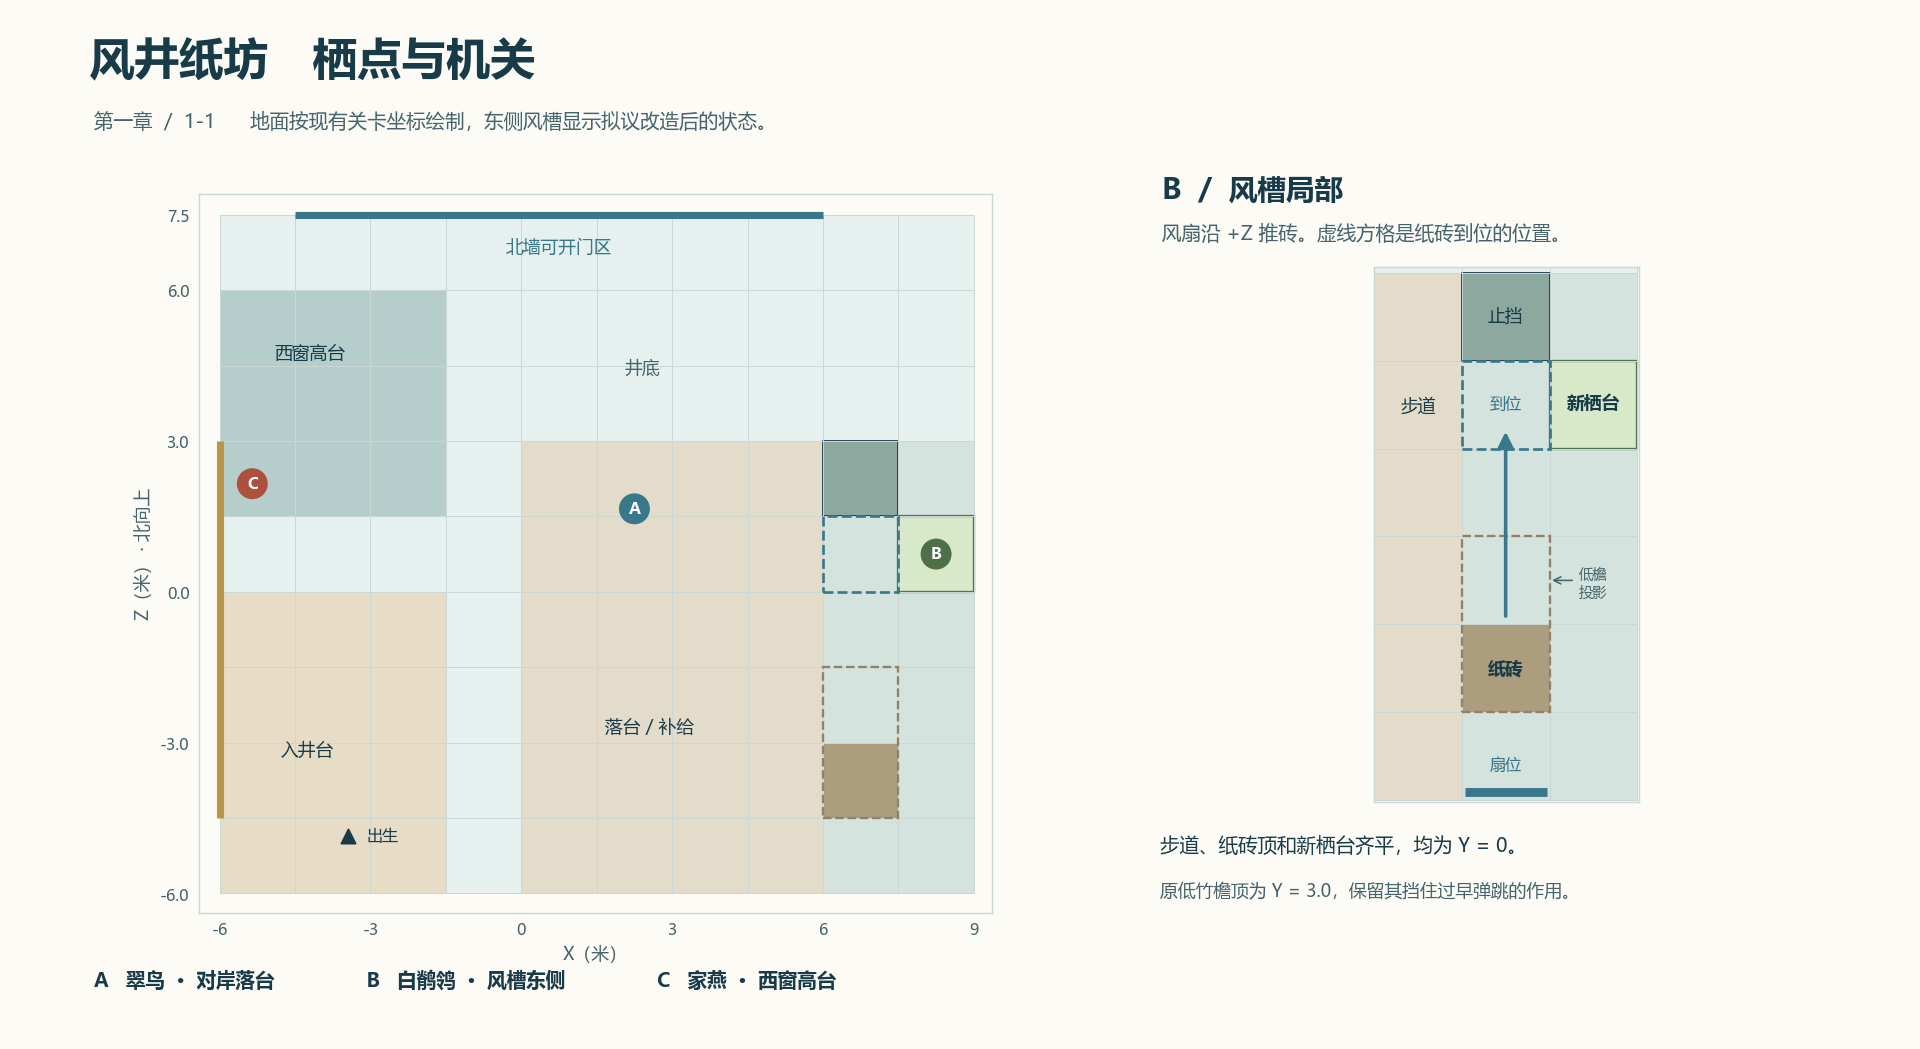 风井纸坊　栖点与机关
第一章 / 1-1　地面按现有关卡坐标绘制，东侧风槽显示拟议改造后的状态。
B / 风槽局部
风扇沿 +Z 推砖。虚线方格是纸砖到位的位置。
7.5
6.0
3.0
0.0
-3.0
-6.0
Z（米） · 北向上
北墙可开门区
西窗高台
井底
C
A
B
落台 / 补给
入井台
出生
-6
-3
0
3
6
9
X（米）
止挡
步道
到位
新栖台
低檐
投影
纸砖
扇位
步道、纸砖顶和新栖台齐平，均为 Y = 0。
原低竹檐顶为 Y = 3.0，保留其挡住过早弹跳的作用。
A 翠鸟 · 对岸落台
B 白鹡鸰 · 风槽东侧
C 家燕 · 西窗高台